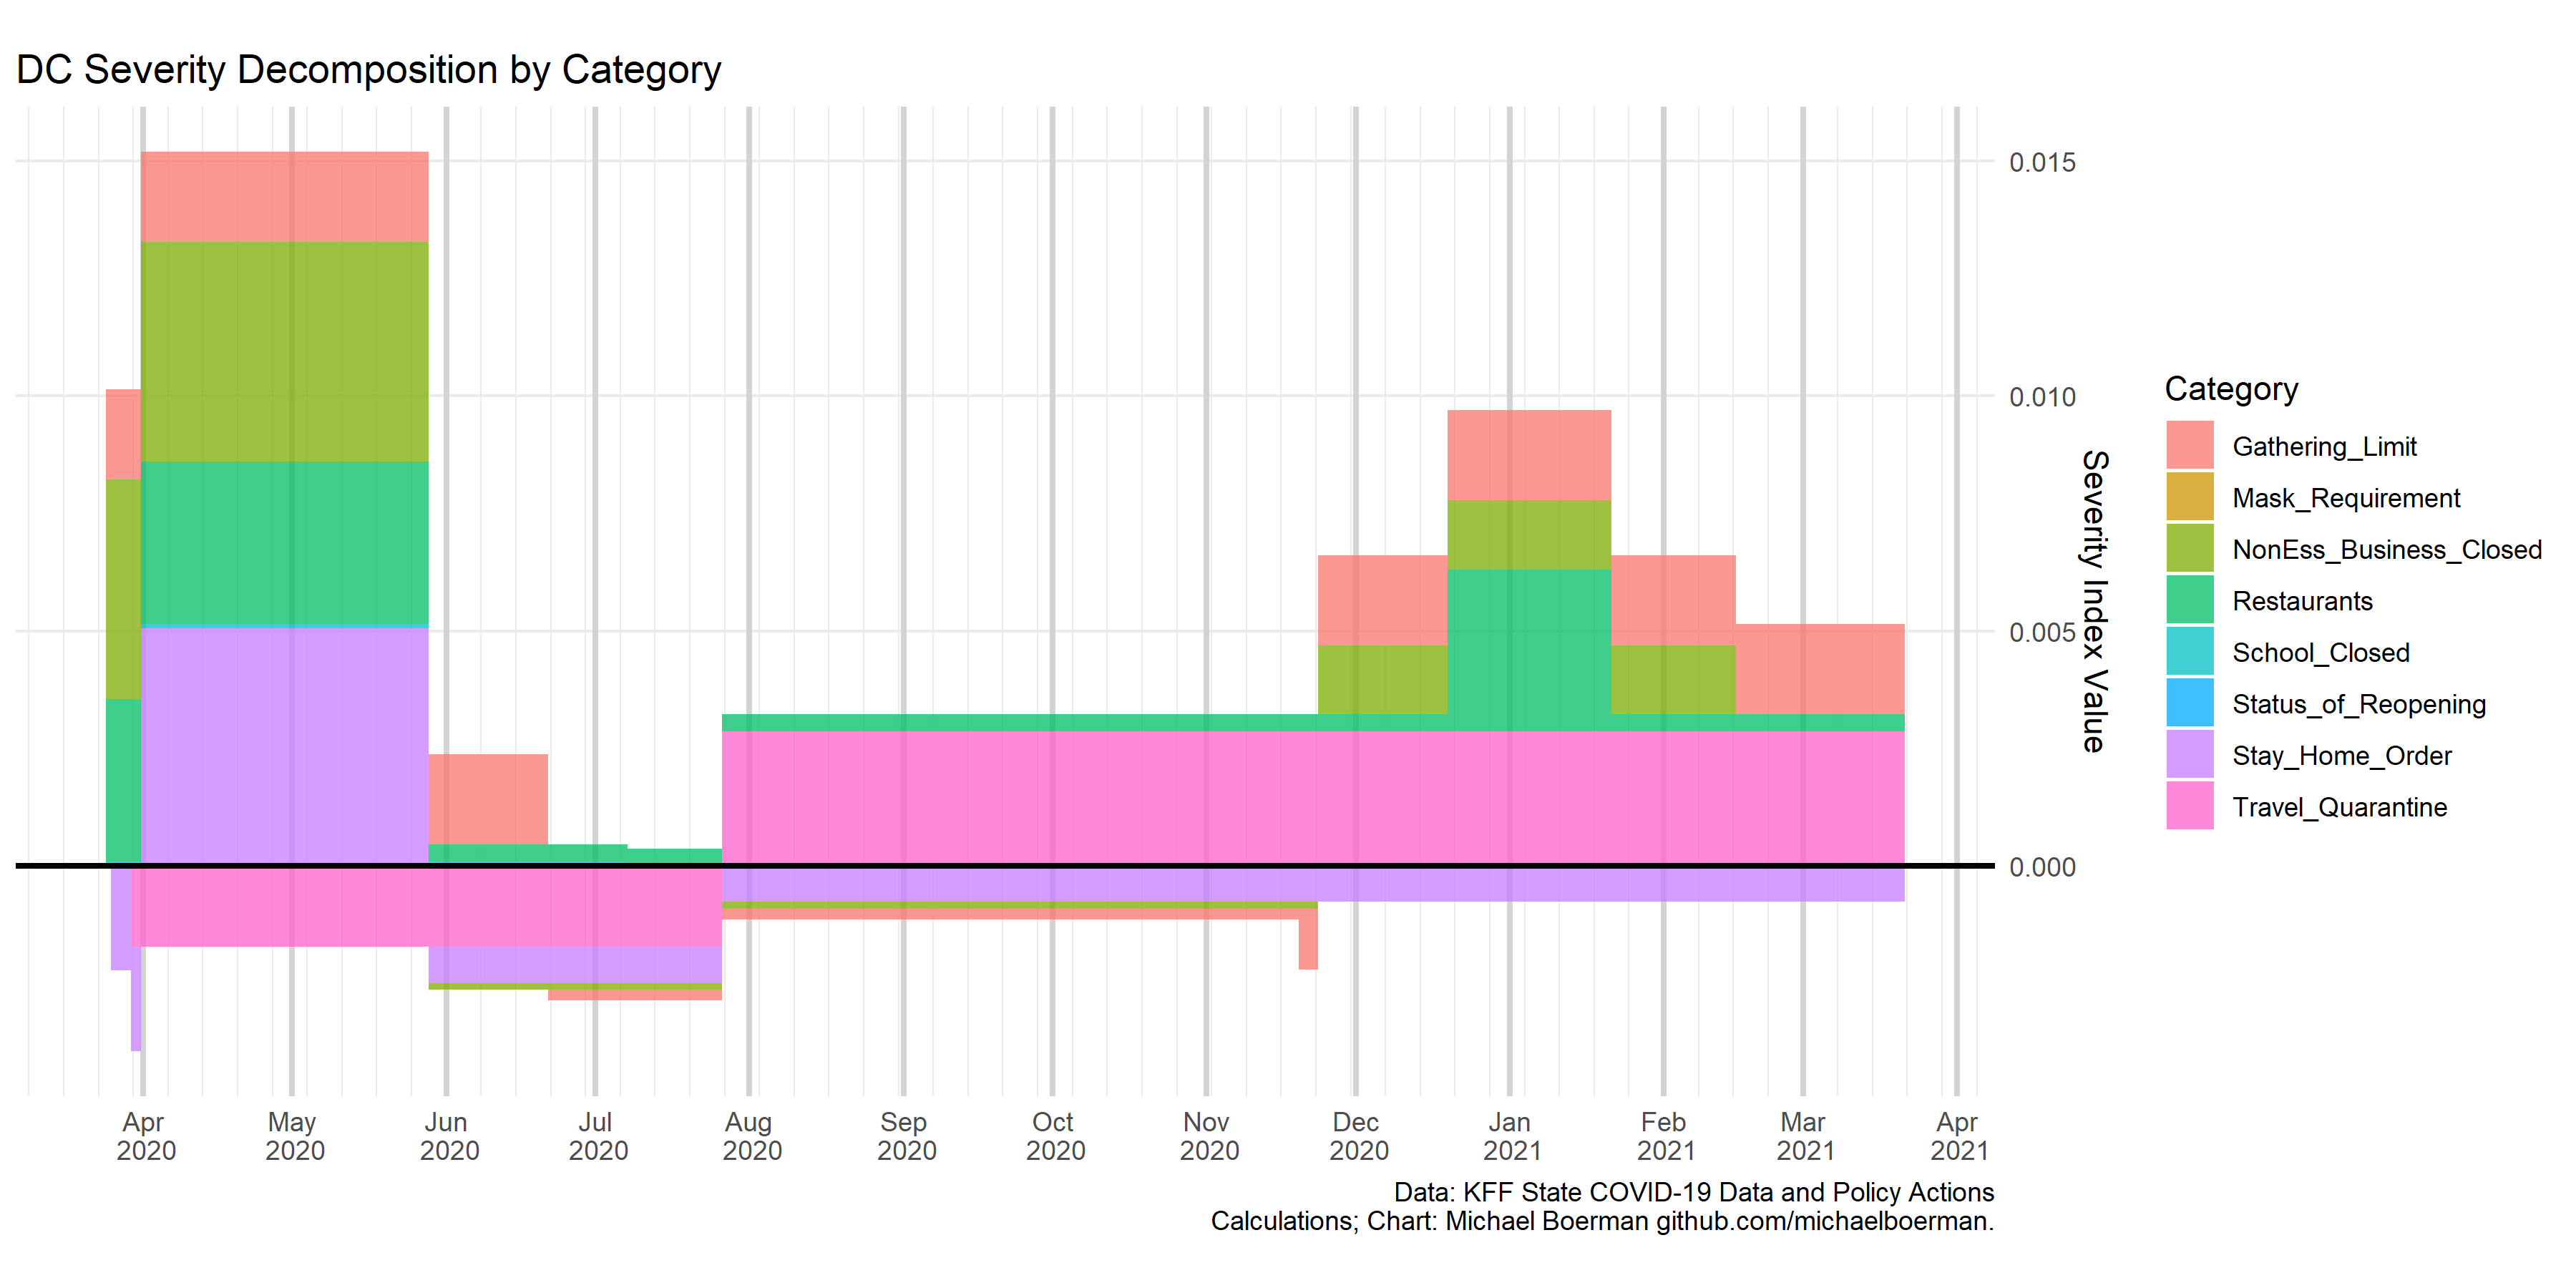 DC Severity Decomposition by Category
0.015
0.010
0.005
0.000
Severity Index Value
Category
Gathering_Limit
Mask_Requirement
NonEss_Business_Closed
Restaurants
School_Closed
Status_of_Reopening
Stay_Home_Order
Travel_Quarantine
Apr 2020
May 2020
Jun 2020
Jul 2020
Aug 2020
Sep 2020
Oct 2020
Nov 2020
Dec 2020
Jan 2021
Feb 2021
Mar 2021
Apr 2021
Data: KFF State COVID-19 Data and Policy Actions
Calculations; Chart: Michael Boerman github.com/michaelboerman.